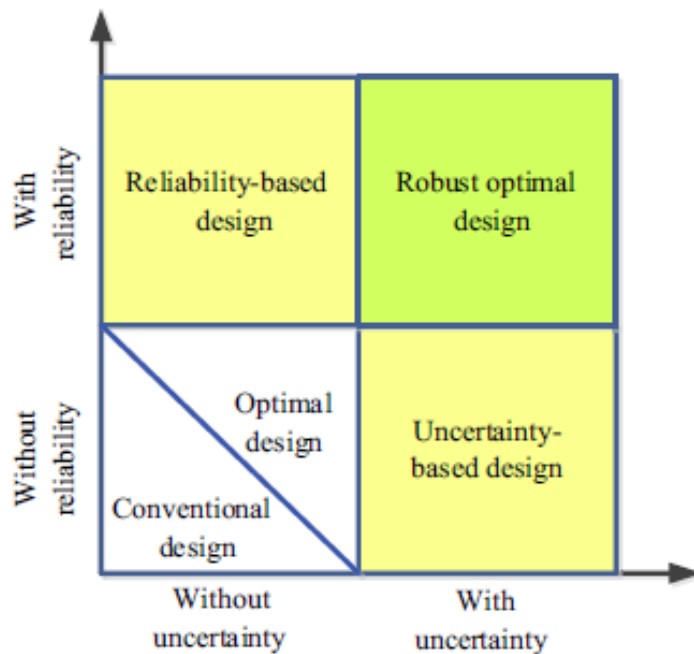 With
reliability
Reliability-based
design
Robust optimal
design
Without
reliability
Optimal
design
Conventional
design
Uncertainty-
based design
Without
uncertainty
With
uncertainty